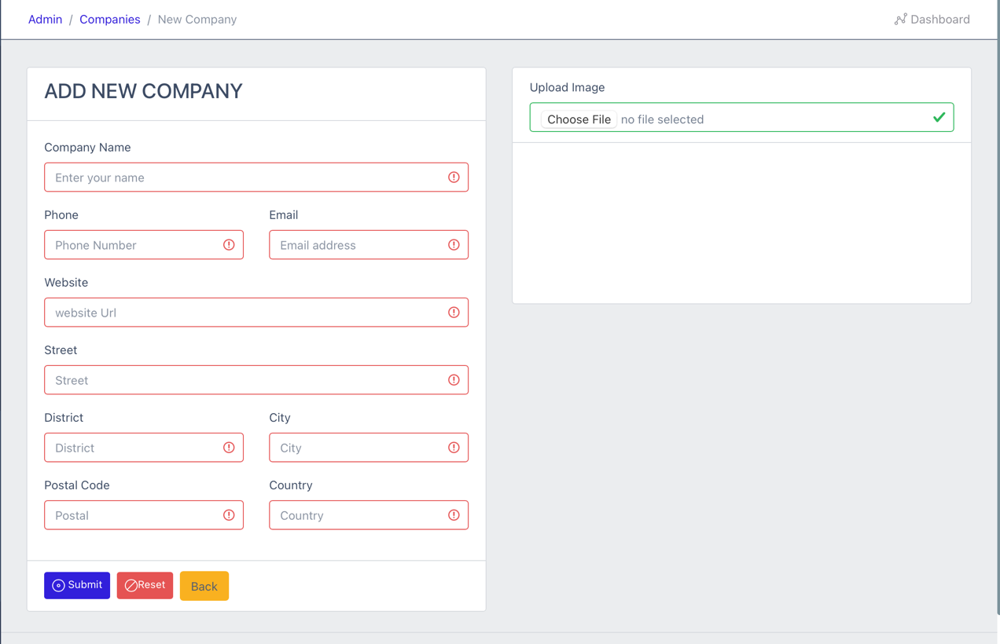 Admin / Companies / New Company
Dashboard
ADD NEW COMPANY
Company Name
Enter your name
Phone
Email
Phone Number
Email address
Website
website Url
Street
Street
District
City
District
City
Postal Code
Country
Postal
Country
Submit
Reset
Back
Upload Image
Choose File no file selected